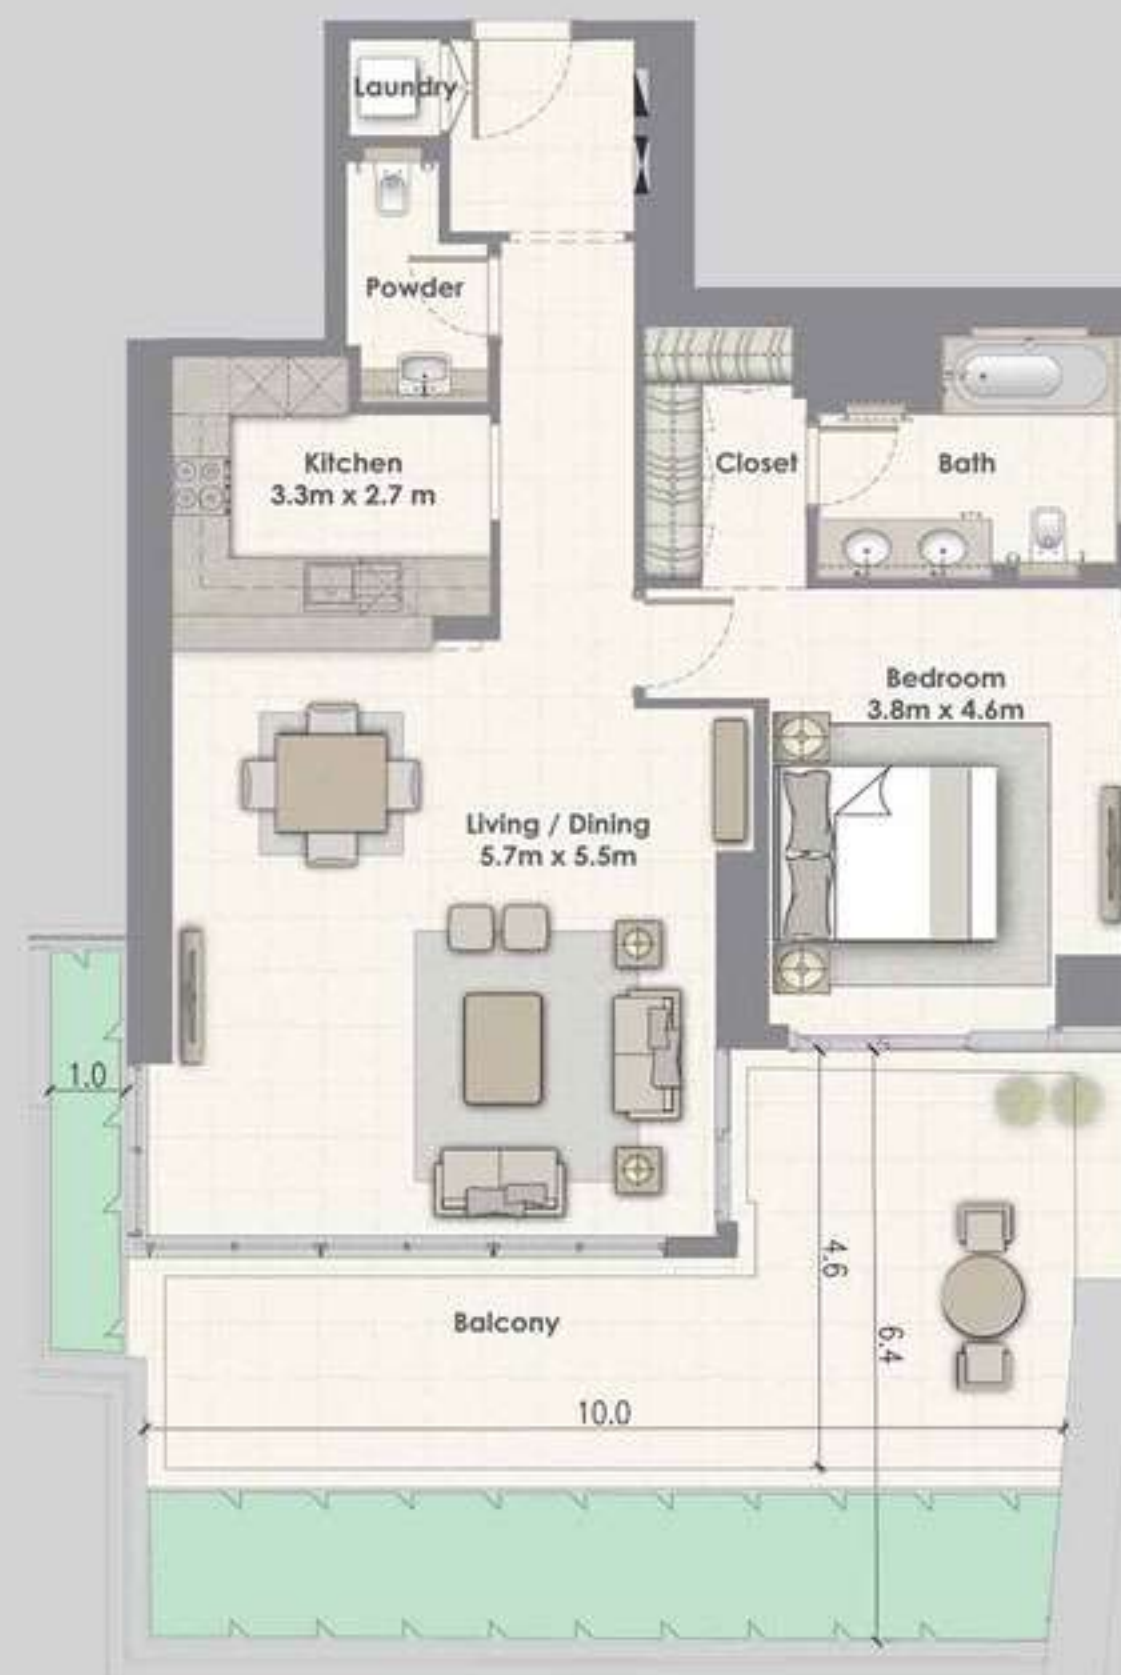 Laundry
Powder
Kitchen
3.3m x 2.7 m
Closet
Bath
Bedroom
3.8m x 4.6m
Living / Dining
5.7m x 5.5m
1.0
4.6
6.4
Balcony
10.0